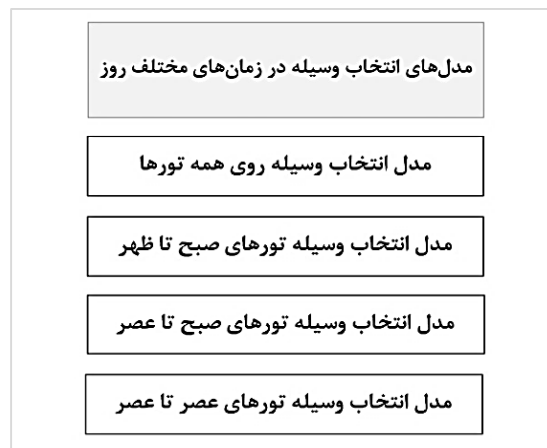 مدل‌های انتخاب وسیله در زمان‌های مختلف روز
مدل انتخاب وسیله روی همه تورها
مدل انتخاب وسیله تورهای صبح تا ظهر
مدل انتخاب وسیله تورهای صبح تا عصر
مدل انتخاب وسیله تورهای عصر تا عصر